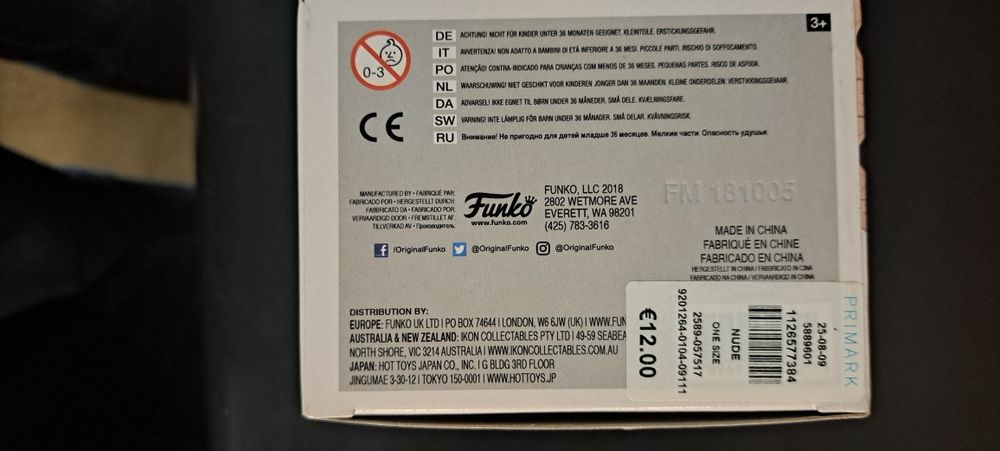 3+
0-3
DE ACHTUNG! NICHT FÜR KINDER UNTER 36 MONATEN GEEIGNET. KLEINTEILE. ERSTICKUNGSGEFAHR.
IT AVVERTENZA! NON ADATTO A BAMBINI DI ETÀ INFERIORE A 36 MESI. PICCOLE PARTI. RISCHIO DI SOFFOCAMENTO.
PO ATENÇÃO! CONTRA-INDICADO PARA CRIANÇAS COM MENOS DE 36 MESES. PEQUENAS PARTES. RISCO DE ASFIXIA.
NL WAARSCHUWING! NIET GESCHIKT VOOR KINDEREN JONGER DAN 36 MAANDEN. KLEINE ONDERDELEN. VERSTIKKINGSGEVAAR.
DA ADVARSEL! IKKE EGNET TIL BØRN UNDER 36 MÅNEDER. SMÅ DELE. KVÆLNINGSFARE.
SW VARNING! INTE LÄMPLIG FÖR BARN UNDER 36 MÅNADER. SMÅ DELAR. KVÄVNINGSRISK.
RU Внимание! Не пригодно для детей младше 36 месяцев. Мелкие части. Опасность удушья.
CE
MANUFACTURED BY • FABRIQUÉ PAR
FABRICADO POR • HERGESTELLT DURCH
FABBRICATO DA • FABRICADO POR
VERVAARDIGD DOOR • FREMSTILLET AF
TILLVERKAD AV • Производитель
Funko
www.funko.com
FUNKO, LLC 2018
2802 WETMORE AVE
EVERETT, WA 98201
(425) 783-3616
FM 181005
/OriginalFunko @OriginalFunko @OriginalFunko
MADE IN CHINA
FABRIQUÉ EN CHINE
FABRICADO EN CHINA
HERGESTELLT IN CHINA / FABBRICATO IN CINA
FABRICADO NA CHINA / VERVAARDIGD IN CHINA
DISTRIBUTION BY:
EUROPE: FUNKO UK LTD I PO BOX 74644 I LONDON, W6 6JW (UK) I WWW.FUN
AUSTRALIA & NEW ZEALAND: IKON COLLECTABLES PTY LTD I 49-59 SEABEA
NORTH SHORE, VIC 3214 AUSTRALIA I WWW.IKONCOLLECTABLES.COM.AU
JAPAN: HOT TOYS JAPAN CO., INC. I G BLDG 3RD FLOOR
JINGUMAE 3-30-12 I TOKYO 150-0001 I WWW.HOTTOYS.JP
PRIMARK
25-08-09
5889601
11265777384
NUDE
ONE SIZE
2589-057517
9201264-0104-09111
€12.00